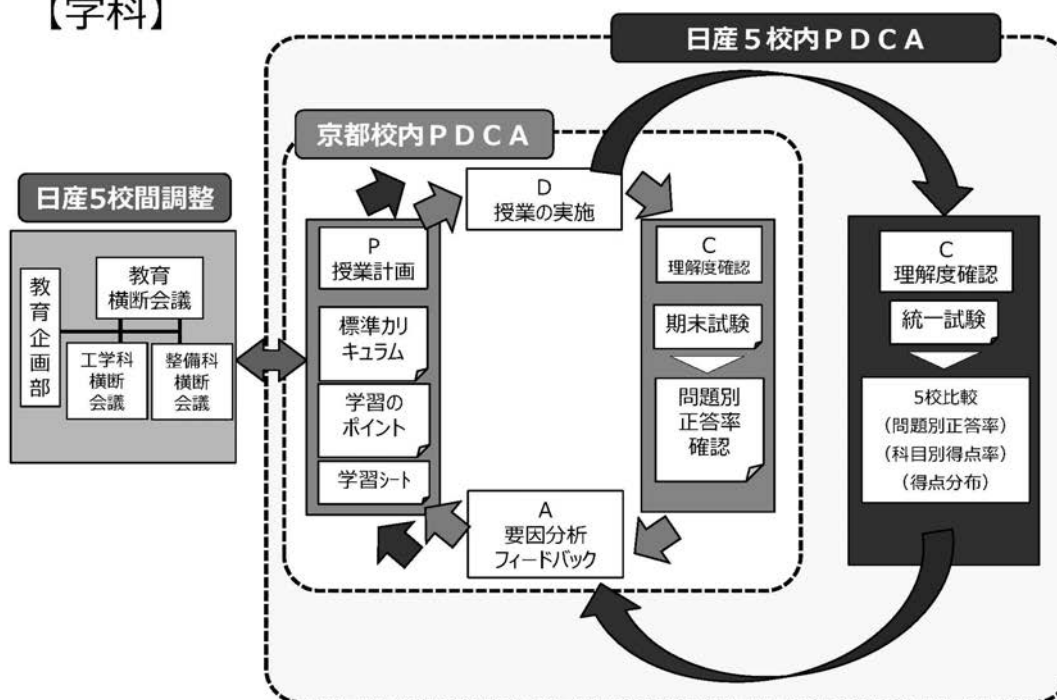 【学科】
日産5校内PDCA
京都校内PDCA
日産5校間調整
教育企画部
教育
横断会議
工学科
横断
会議
整備科
横断
会議
P
授業計画
標準カリ
キュラム
学習の
ポイント
学習シート
D
授業の実施
C
理解度確認
期末試験
問題別
正答率
確認
A
要因分析
フィードバック
C
理解度確認
統一試験
5校比較
(問題別正答率)
(科目別得点率)
(得点分布)